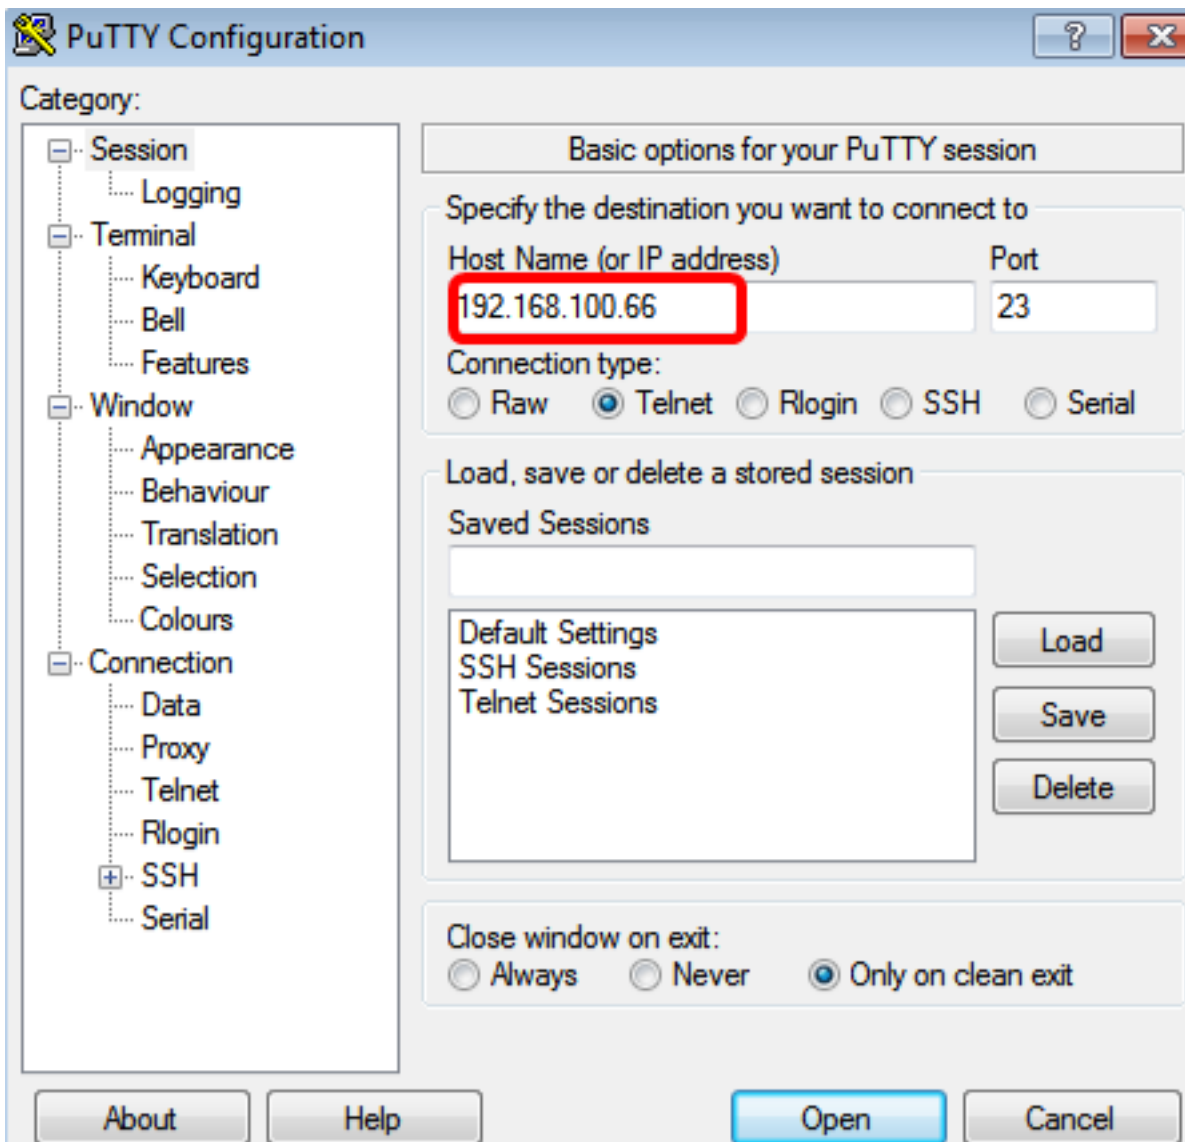 PuTTY Configuration
?
Category:
Session
Logging
Terminal
Keyboard
Bell
Features
Window
Appearance
Behaviour
Translation
Selection
Colours
Connection
Data
Proxy
Telnet
Rlogin
SSH
Serial
Basic options for your PuTTY session
Specify the destination you want to connect to
Host Name (or IP address) Port
192.168.100.66 23
Connection type:
Raw Telnet Rlogin SSH Serial
Load, save or delete a stored session
Saved Sessions
Default Settings
SSH Sessions
Telnet Sessions
Load
Save
Delete
Close window on exit:
Always Never Only on clean exit
About Help Open Cancel